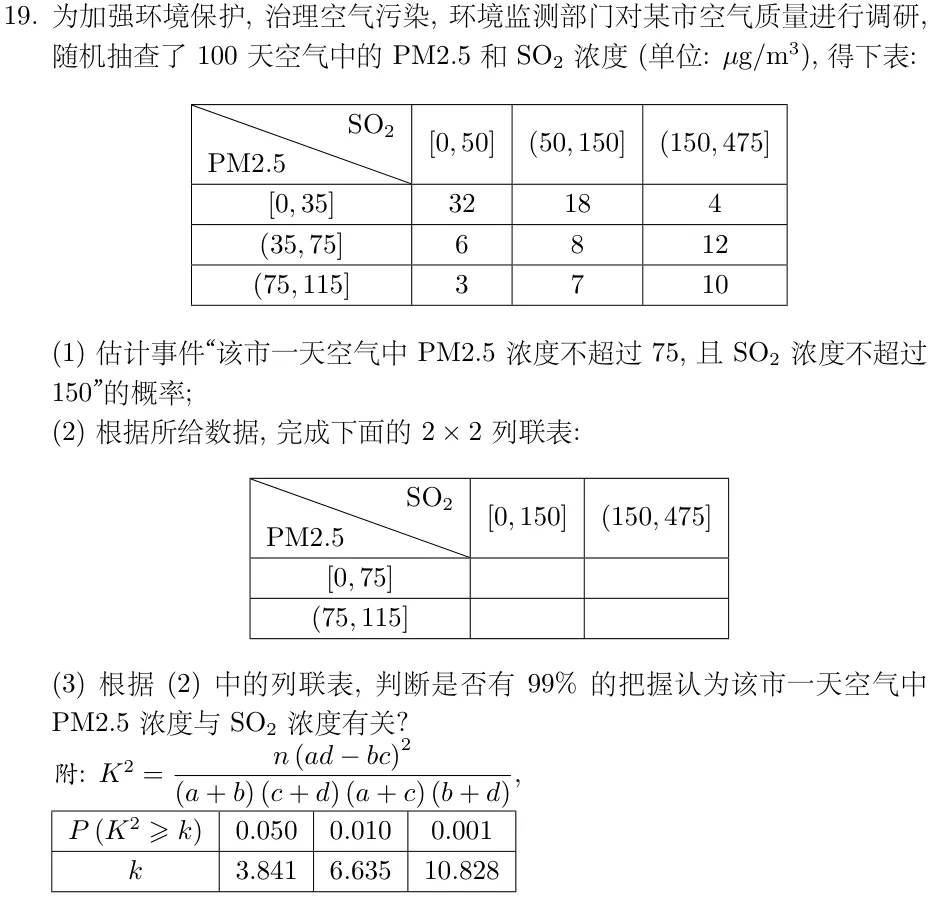 19. 为加强环境保护, 治理空气污染, 环境监测部门对某市空气质量进行调研,
随机抽查了 100 天空气中的 PM2.5 和 SO₂ 浓度 (单位: μg/m³), 得下表:
SO₂
PM2.5
[0, 50] (50, 150] (150, 475]
[0, 35] 32 18 4
(35, 75] 6 8 12
(75, 115] 3 7 10
(1) 估计事件“该市一天空气中 PM2.5 浓度不超过 75, 且 SO₂ 浓度不超过
150”的概率;
(2) 根据所给数据, 完成下面的 2 × 2 列联表:
SO₂
PM2.5
[0, 150] (150, 475]
[0, 75]
(75, 115]
(3) 根据 (2) 中的列联表, 判断是否有 99% 的把握认为该市一天空气中
PM2.5 浓度与 SO₂ 浓度有关?
附: K² = n (ad − bc)² / (a + b) (c + d) (a + c) (b + d),
P (K² ⩾ k) 0.050 0.010 0.001
k 3.841 6.635 10.828